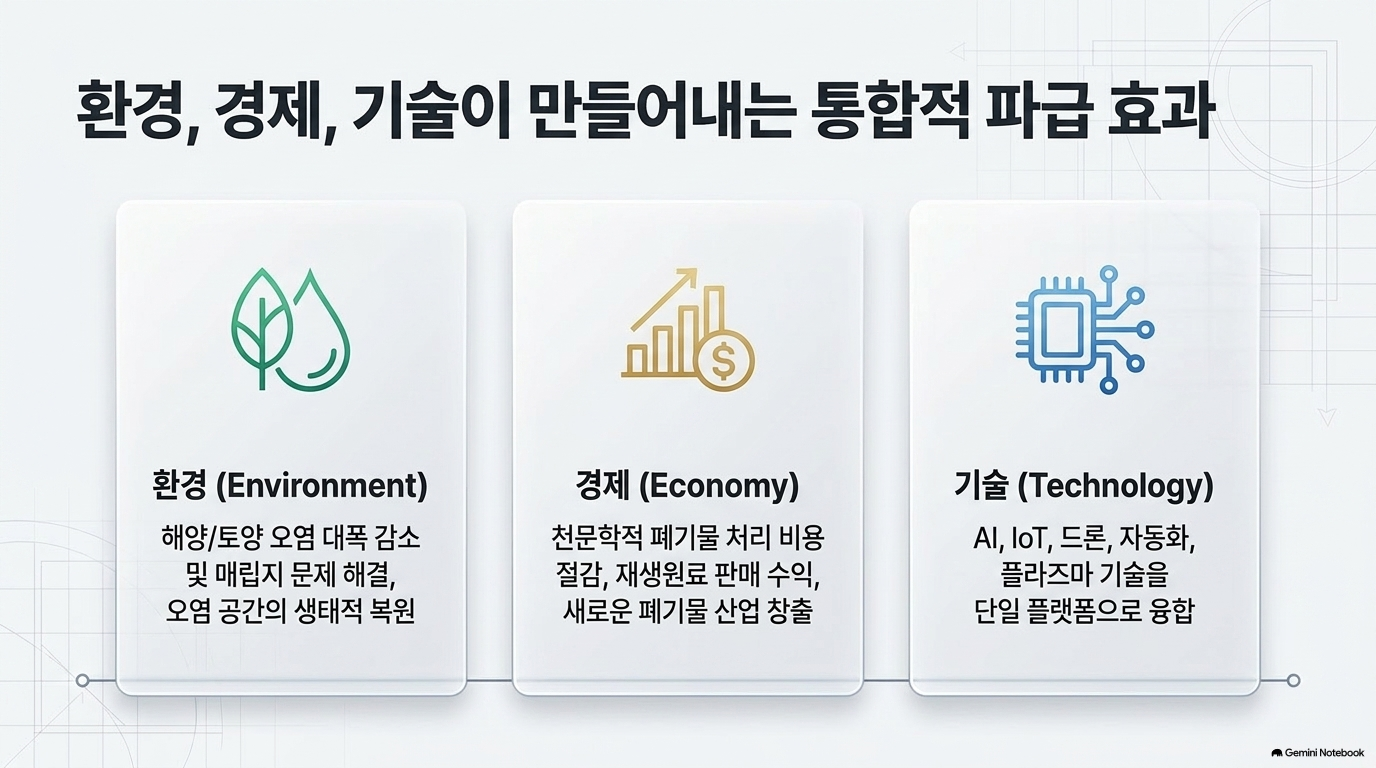 환경, 경제, 기술이 만들어내는 통합적 파급 효과
환경 (Environment)
해양/토양 오염 대폭 감소
및 매립지 문제 해결,
오염 공간의 생태적 복원
경제 (Economy)
천문학적 폐기물 처리 비용
절감, 재생원료 판매 수익,
새로운 폐기물 산업 창출
기술 (Technology)
AI, IoT, 드론, 자동화,
플라즈마 기술을
단일 플랫폼으로 융합
Gemini Notebook